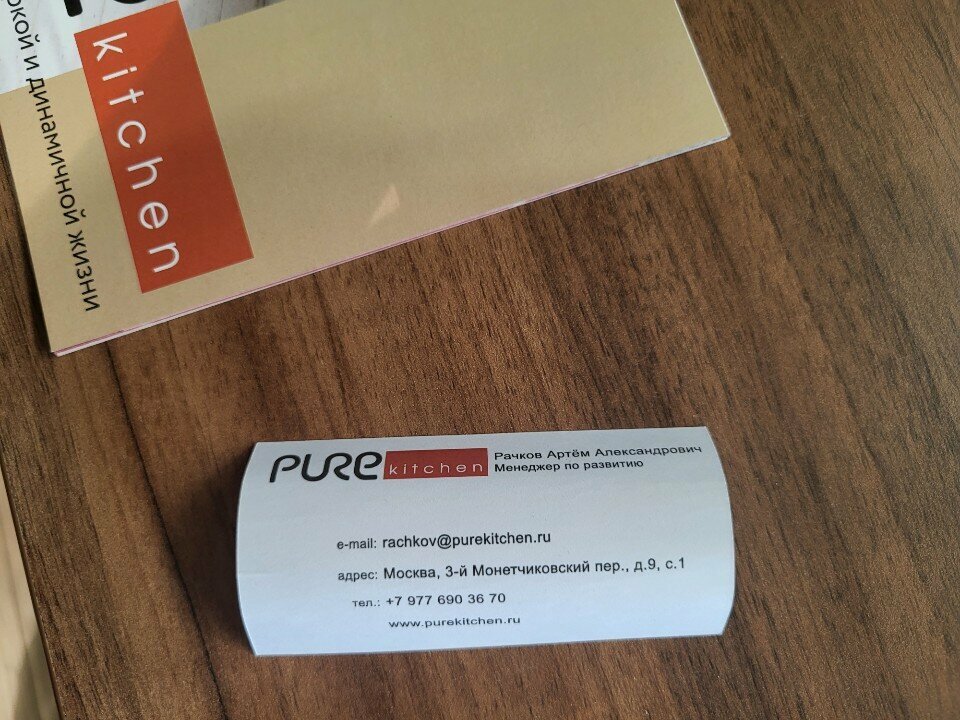 kitchen
динамичной жизни
PURE kitchen
Рачков Артём Александрович
Менеджер по развитию
e-mail: rachkov@purekitchen.ru
адрес: Москва, 3-й Монетчиковский пер., д.9, с.1
тел.: +7 977 690 36 70
www.purekitchen.ru